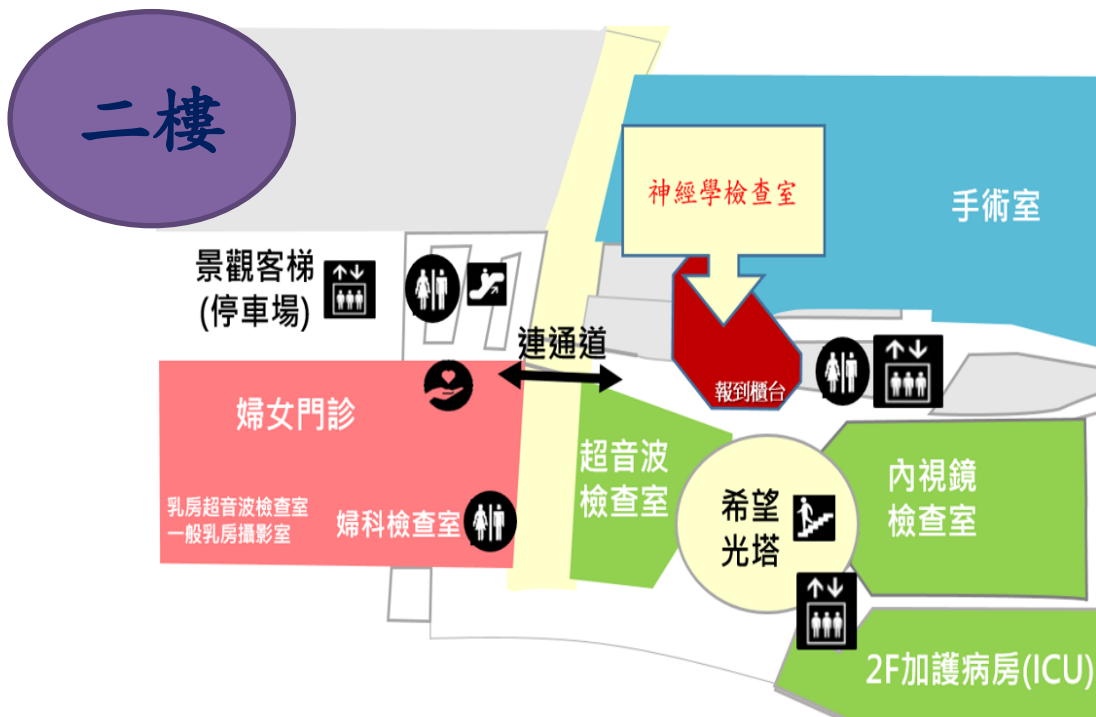 二樓
神經學檢查室
手術室
景觀客梯
(停車場)
連通道
報到櫃台
婦女門診
超音波
檢查室
內視鏡
檢查室
希望
光塔
乳房超音波檢查室
一般乳房攝影室
婦科檢查室
2F加護病房(ICU)